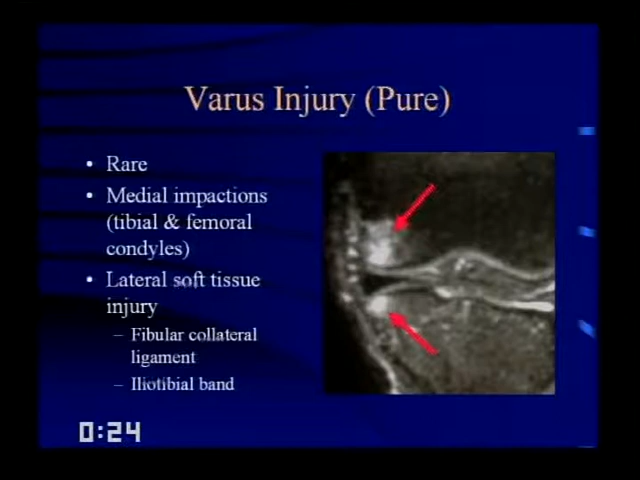 Varus Injury (Pure)
• Rare
• Medial impactions
(tibial & femoral
condyles)
• Lateral soft tissue
injury
– Fibular collateral
ligament
– Iliotibial band
0:24